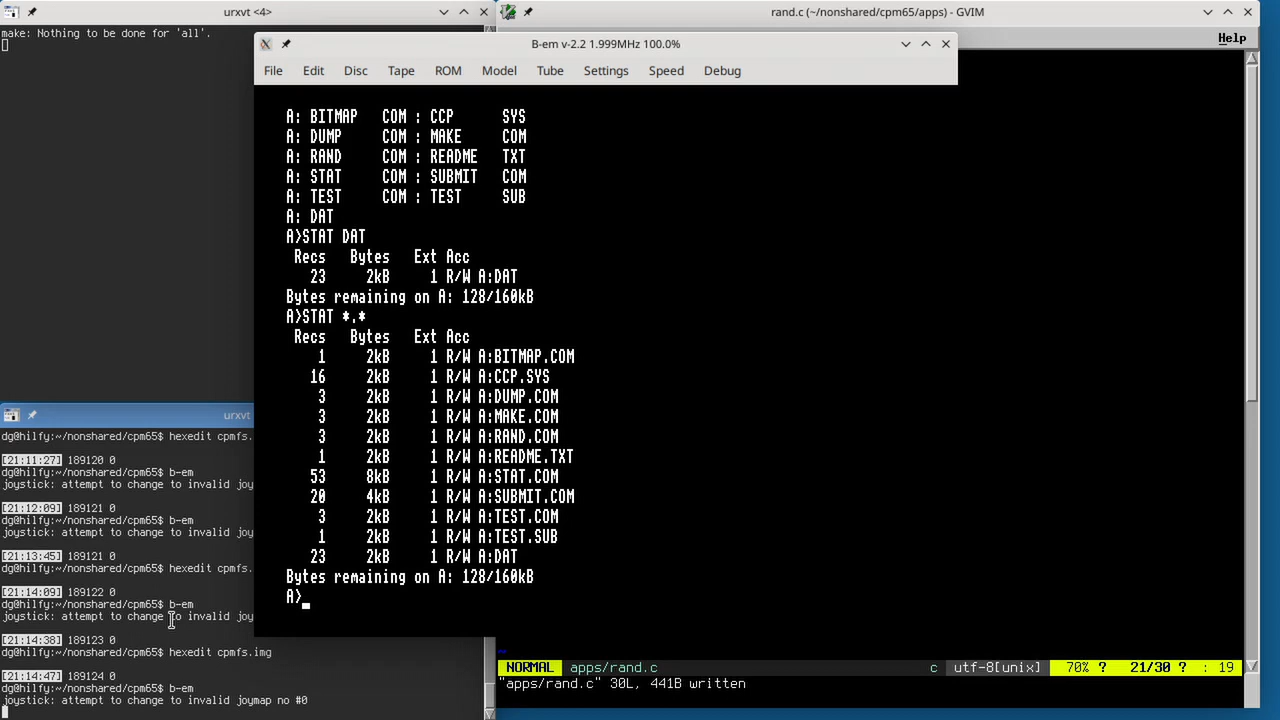 urxvt <4>
make: Nothing to be done for 'all'.
rand.c (~/nonshared/cpm65/apps) - GVIM
Help
B-em v-2.2 1.999MHz 100.0%
File Edit Disc Tape ROM Model Tube Settings Speed Debug
A: BITMAP COM : CCP SYS
A: DUMP COM : MAKE COM
A: RAND COM : README TXT
A: STAT COM : SUBMIT COM
A: TEST COM : TEST SUB
A: DAT
A>STAT DAT
Recs Bytes Ext Acc
23 2kB 1 R/W A:DAT
Bytes remaining on A: 128/160kB
A>STAT *.*
Recs Bytes Ext Acc
1 2kB 1 R/W A:BITMAP.COM
16 2kB 1 R/W A:CCP.SYS
3 2kB 1 R/W A:DUMP.COM
3 2kB 1 R/W A:MAKE.COM
3 2kB 1 R/W A:RAND.COM
1 2kB 1 R/W A:README.TXT
53 8kB 1 R/W A:STAT.COM
20 4kB 1 R/W A:SUBMIT.COM
3 2kB 1 R/W A:TEST.COM
1 2kB 1 R/W A:TEST.SUB
23 2kB 1 R/W A:DAT
Bytes remaining on A: 128/160kB
A>_
urxvt
dg@hilfy:~/nonshared/cpm65$ hexedit cpmfs.
[21:11:27] 189120 0
dg@hilfy:~/nonshared/cpm65$ b-em
joystick: attempt to change to invalid joy
[21:12:09] 189121 0
dg@hilfy:~/nonshared/cpm65$ b-em
joystick: attempt to change to invalid joy
[21:13:45] 189121 0
dg@hilfy:~/nonshared/cpm65$ hexedit cpmfs.
[21:14:09] 189122 0
dg@hilfy:~/nonshared/cpm65$ b-em
joystick: attempt to change to invalid joy
[21:14:38] 189123 0
dg@hilfy:~/nonshared/cpm65$ hexedit cpmfs.img
[21:14:47] 189124 0
dg@hilfy:~/nonshared/cpm65$ b-em
joystick: attempt to change to invalid joymap no #0
~
NORMAL apps/rand.c c utf-8[unix] 70% ? 21/30 ? : 19
"apps/rand.c" 30L, 441B written